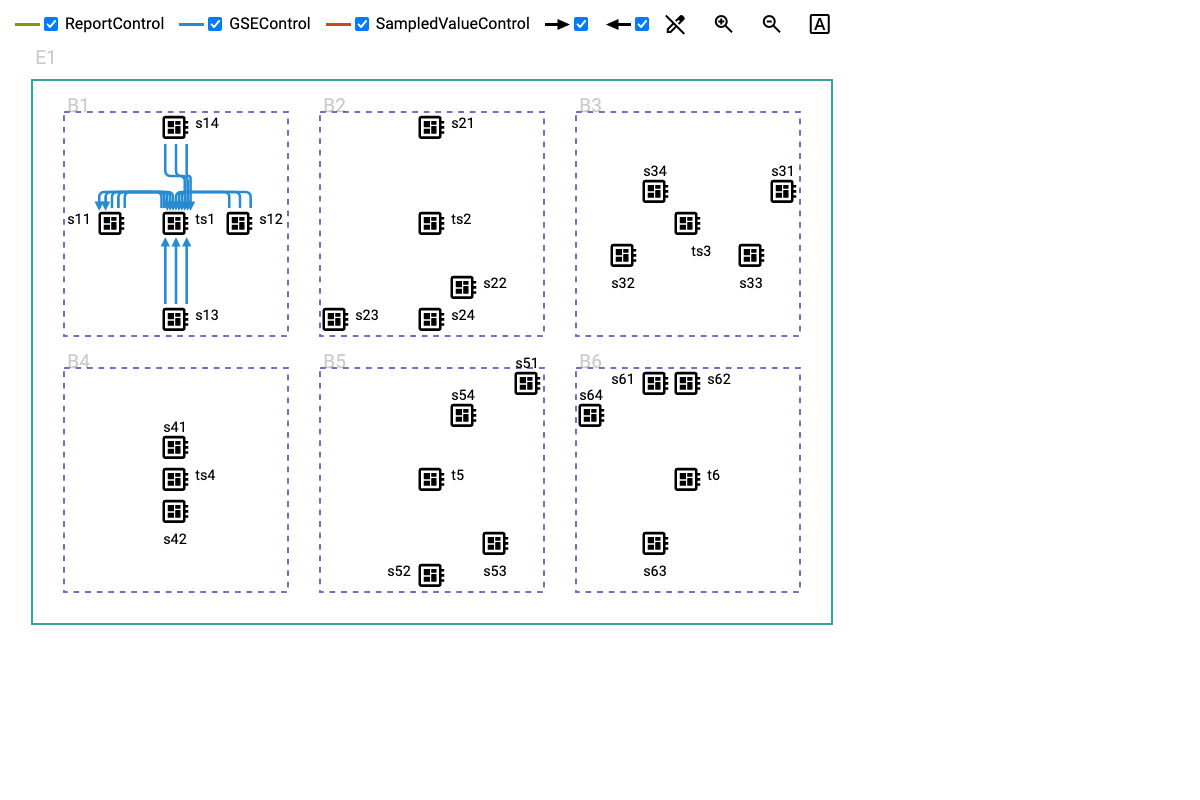 ReportControl GSEControl SampledValueControl A
E1
B1 B2 B3
s14 s21
s34 s31
s11 ts1 s12 ts2
ts3
s22 s32 s33
s13 s23 s24
B4 B5 B6
s51
s61 s62
s54 s64
s41
ts4 t5 t6
s42
s52 s53 s63